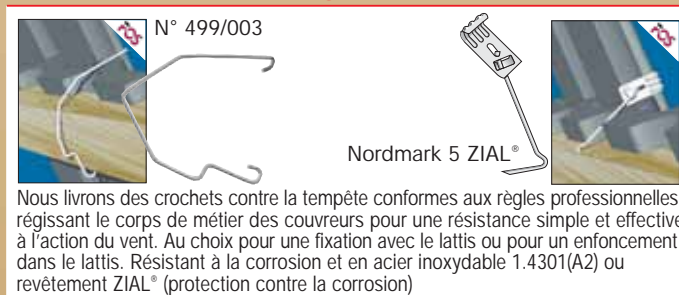 FOS
N° 499/003
FOS
Nordmark 5 ZIAL®
Nous livrons des crochets contre la tempête conformes aux règles professionnelles
régissant le corps de métier des couvreurs pour une résistance simple et effective
à l'action du vent. Au choix pour une fixation avec le lattis ou pour un enfoncement
dans le lattis. Résistant à la corrosion et en acier inoxydable 1.4301(A2) ou
revêtement ZIAL® (protection contre la corrosion)